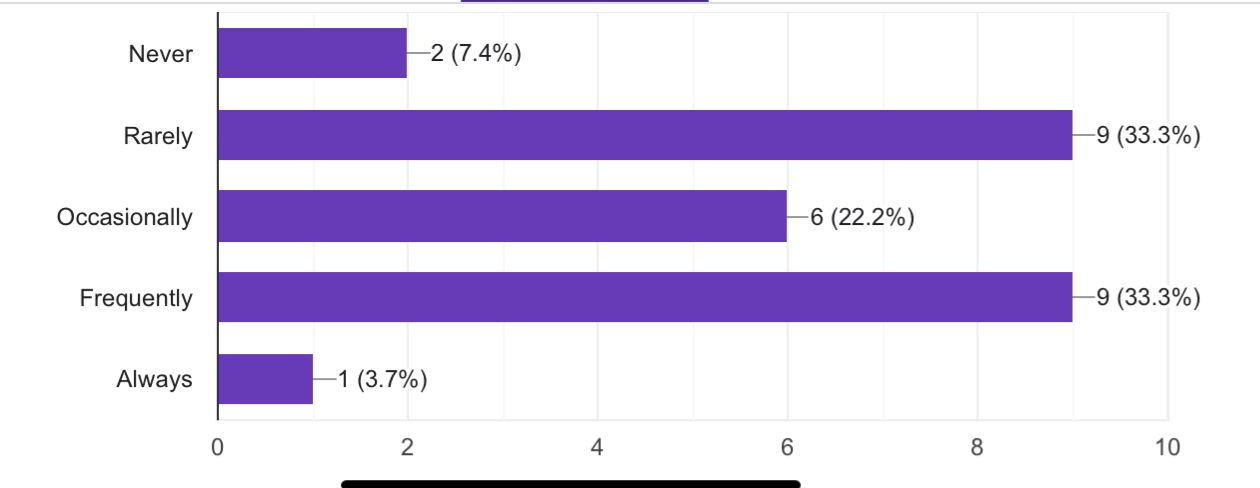 Never 2 (7.4%)
Rarely 9 (33.3%)
Occasionally 6 (22.2%)
Frequently 9 (33.3%)
Always 1 (3.7%)
0 2 4 6 8 10